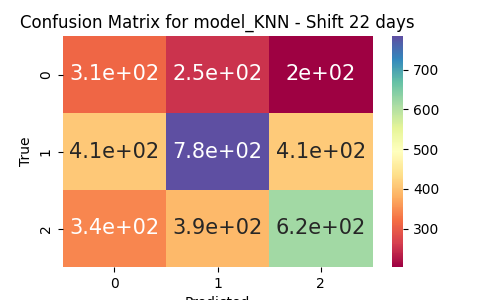 Confusion Matrix for model_KNN - Shift 22 days
0 3.1e+02 2.5e+02 2e+02
1 4.1e+02 7.8e+02 4.1e+02
2 3.4e+02 3.9e+02 6.2e+02
0 1 2
True
Predicted
700
600
500
400
300